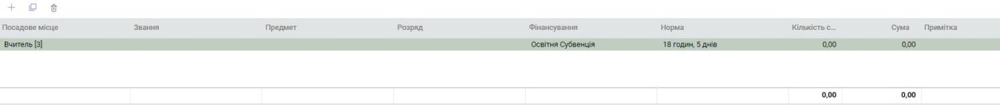 Посадове місце Звання Предмет Розряд Фінансування Норма Кількість с... Сума Примітка
Вчитель [3] Освітня Субвенція 18 годин, 5 днів 0,00 0,00
0,00 0,00